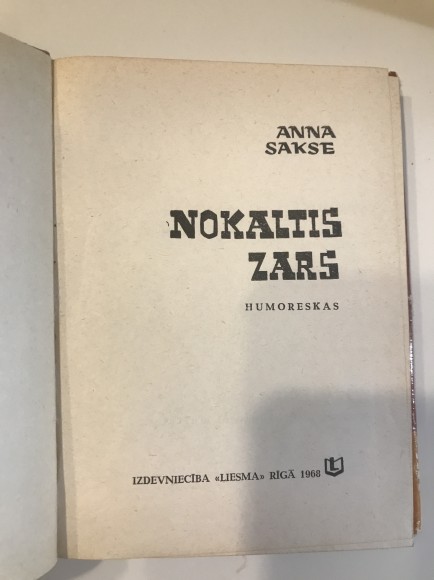 ANNA
SAKSE
NOKALTIS
ZARS
HUMORESKAS
IZDEVNIECĪBA «LIESMA» RĪGĀ 1968